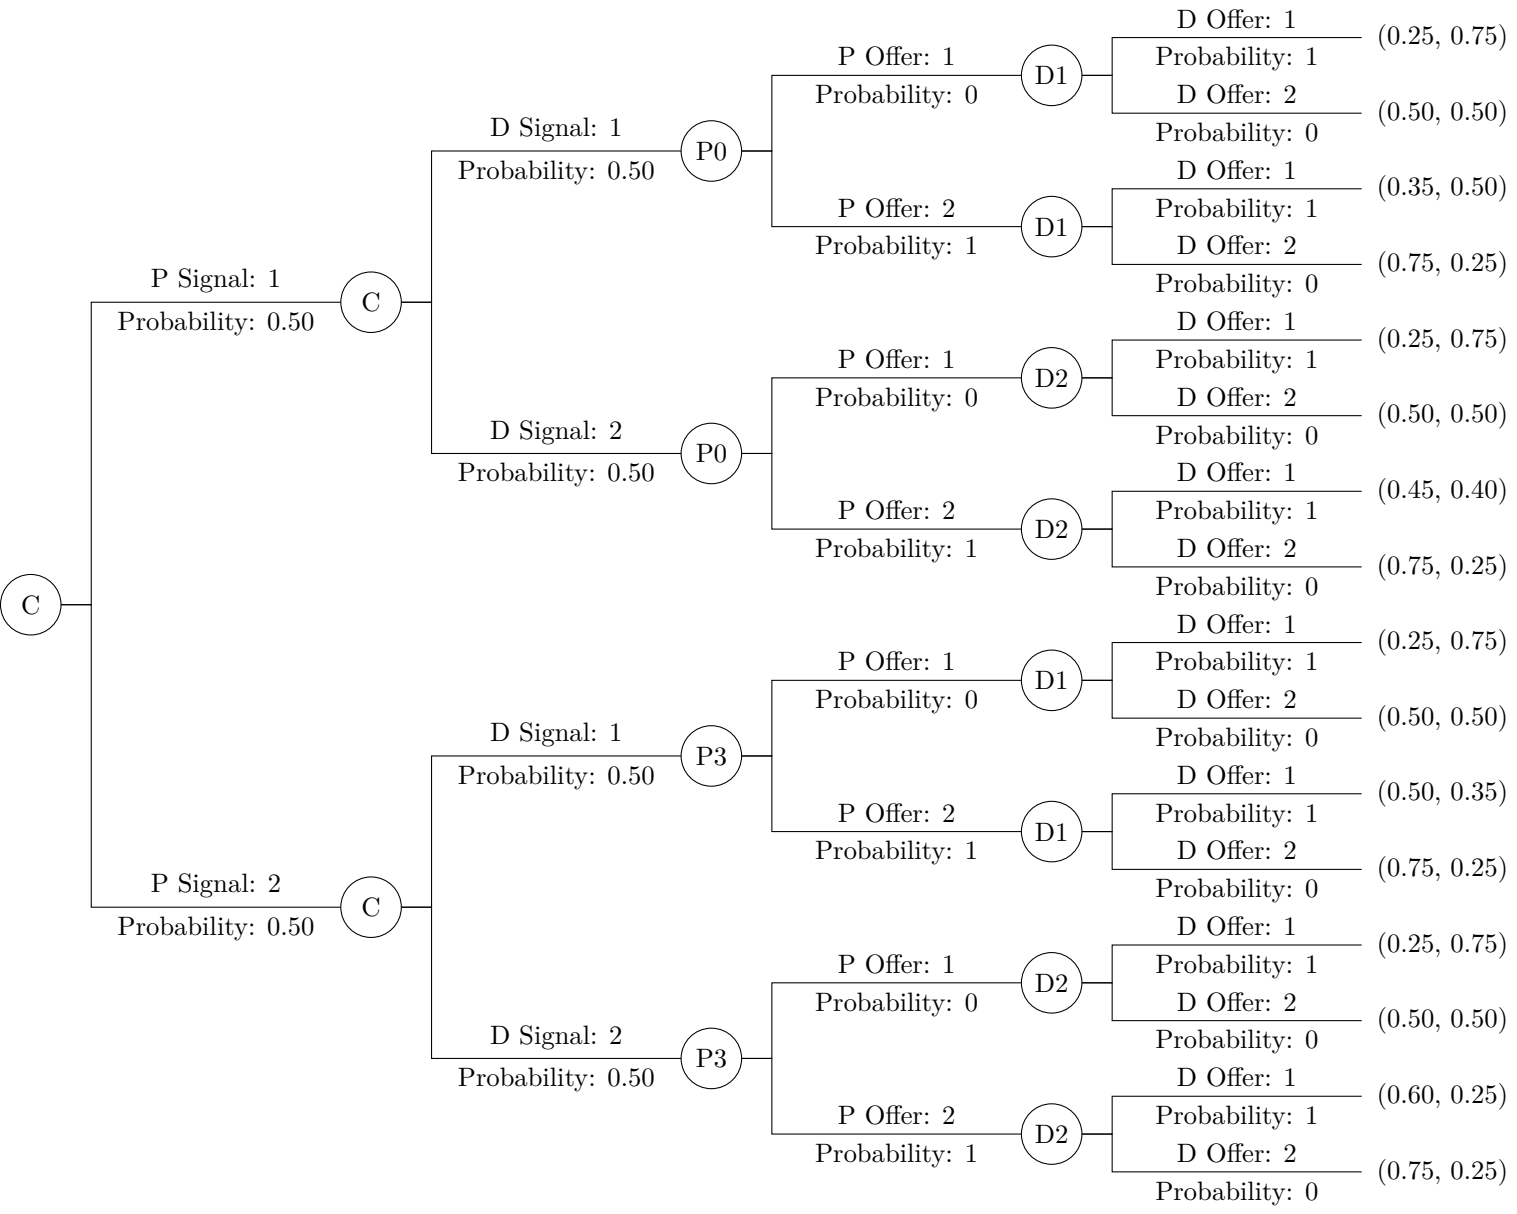 D Offer: 1
(0.25, 0.75)
P Offer: 1
D1
Probability: 1
Probability: 0
D Offer: 2
(0.50, 0.50)
D Signal: 1
P0
Probability: 0
Probability: 0.50
D Offer: 1
(0.35, 0.50)
P Offer: 2
D1
Probability: 1
Probability: 1
D Offer: 2
(0.75, 0.25)
P Signal: 1
C
Probability: 0
Probability: 0.50
D Offer: 1
(0.25, 0.75)
P Offer: 1
D2
Probability: 1
Probability: 0
D Offer: 2
(0.50, 0.50)
D Signal: 2
P0
Probability: 0
Probability: 0.50
D Offer: 1
(0.45, 0.40)
P Offer: 2
D2
Probability: 1
Probability: 1
D Offer: 2
(0.75, 0.25)
Probability: 0
C
D Offer: 1
(0.25, 0.75)
P Offer: 1
D1
Probability: 1
Probability: 0
D Offer: 2
(0.50, 0.50)
D Signal: 1
P3
Probability: 0
Probability: 0.50
D Offer: 1
(0.50, 0.35)
P Offer: 2
D1
Probability: 1
Probability: 1
D Offer: 2
(0.75, 0.25)
P Signal: 2
C
Probability: 0
Probability: 0.50
D Offer: 1
(0.25, 0.75)
P Offer: 1
D2
Probability: 1
Probability: 0
D Offer: 2
(0.50, 0.50)
D Signal: 2
P3
Probability: 0
Probability: 0.50
D Offer: 1
(0.60, 0.25)
P Offer: 2
D2
Probability: 1
Probability: 1
D Offer: 2
(0.75, 0.25)
Probability: 0